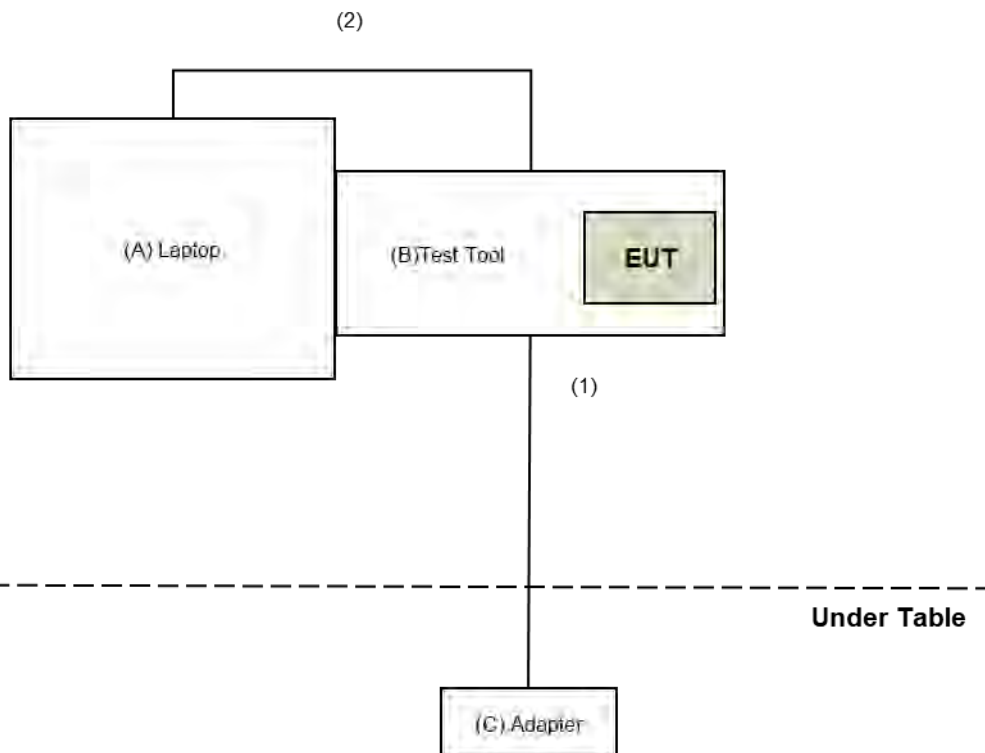 (2)
(A) Laptop
(B)Test Tool
EUT
(1)
Under Table
(C) Adapter